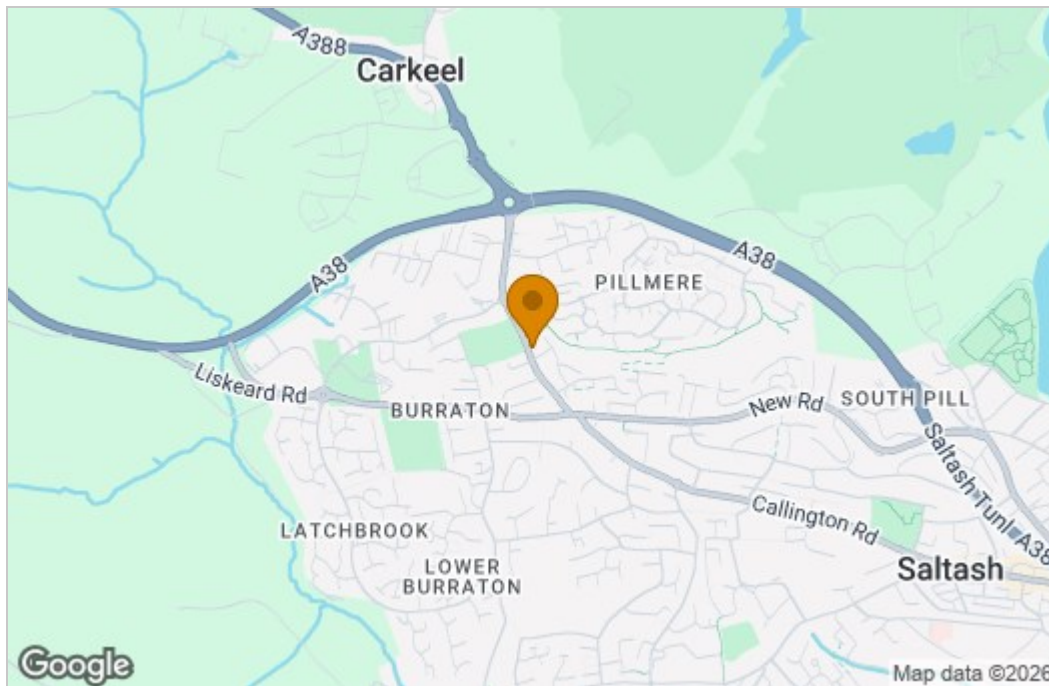 A388
Carkeel
A38
A38
PILLMERE
Liskeard Rd
BURRATON
New Rd
SOUTH PILL
Saltash Tunl
A38
Callington Rd
LATCHBROOK
LOWER
BURRATON
Saltash
Google
Map data ©2026